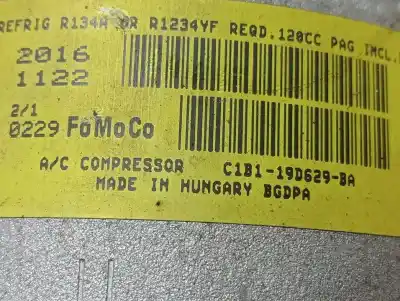 REFRIG R134A OR R1234YF REQD.120CC PAG INCL.
2016
1122
2/1
0229 FoMoCo
A/C COMPRESSOR C1B1-19D629-BA
MADE IN HUNGARY BGDPA